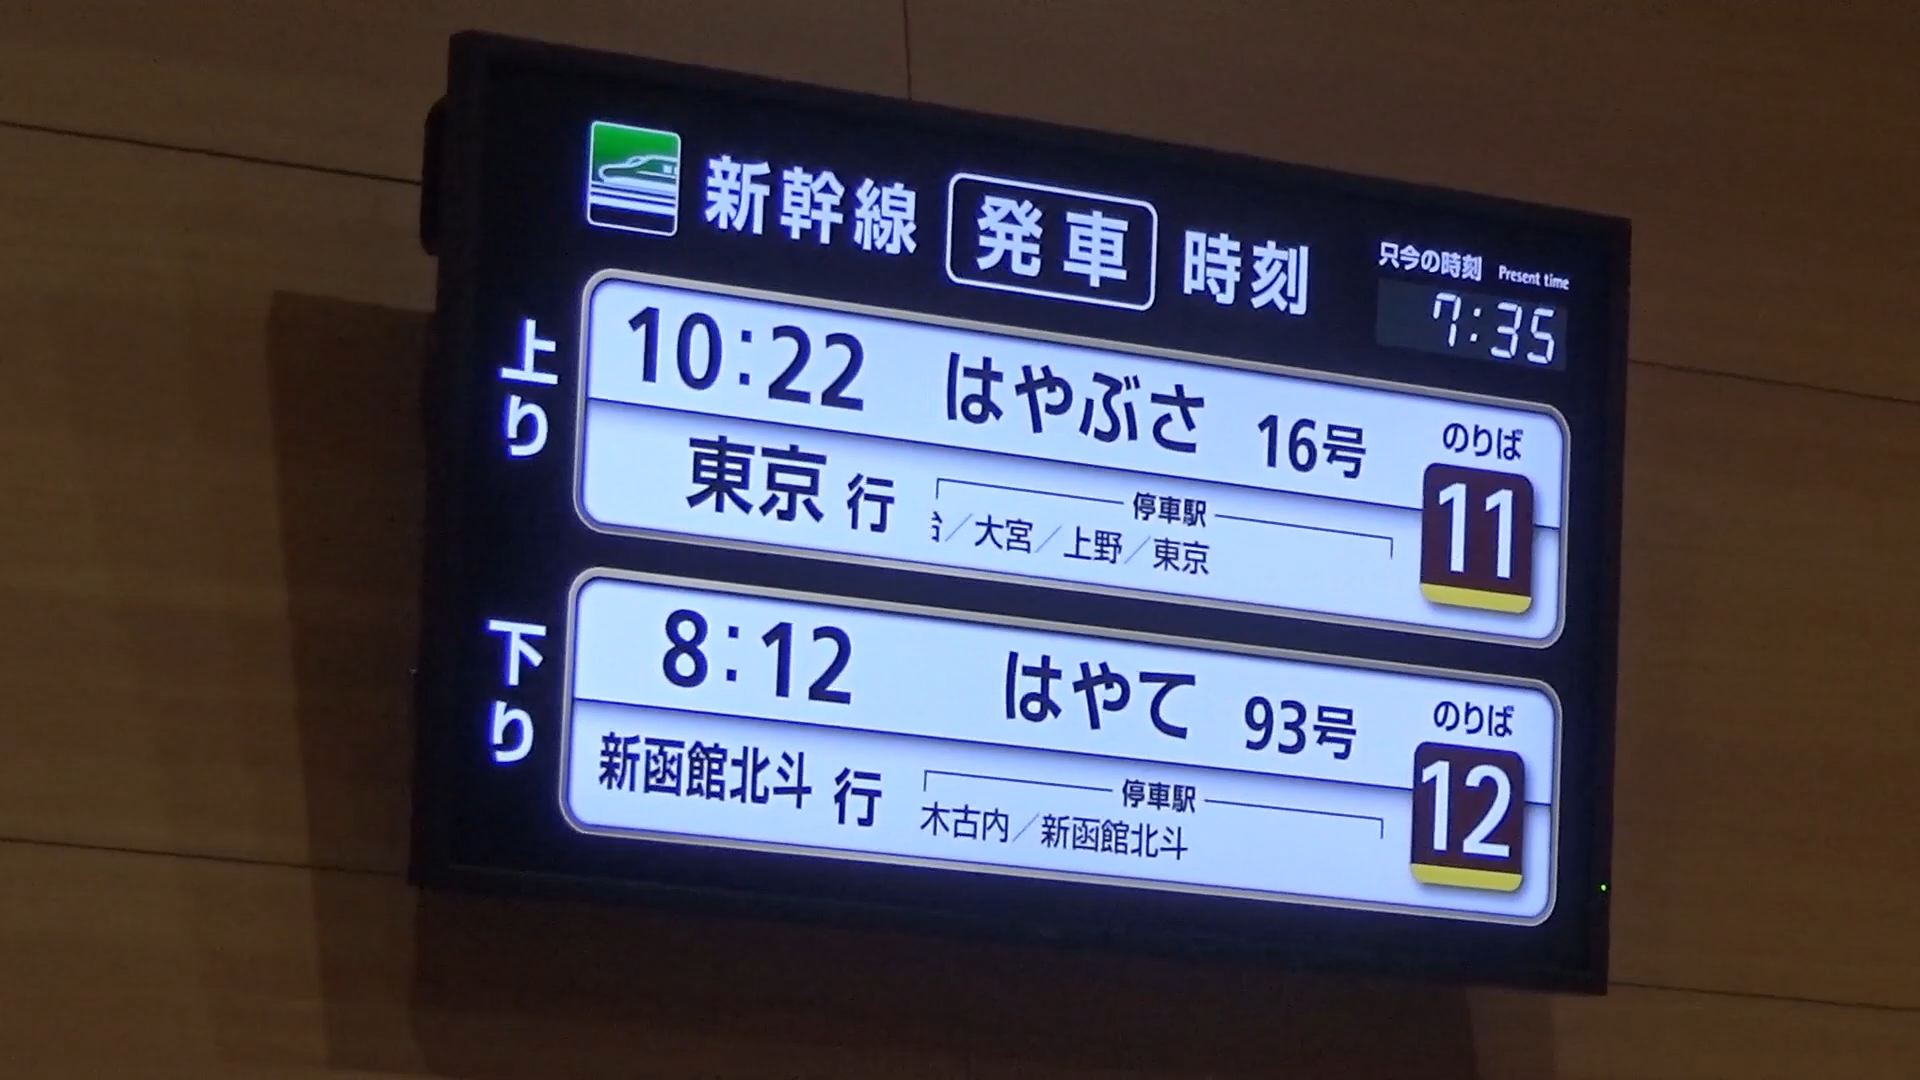 新幹線 発車 時刻
只今の時刻 Present time
7:35
上り
10:22 はやぶさ 16号
のりば
11
東京 行
停車駅
台／大宮／上野／東京
下り
8:12 はやて 93号
のりば
12
新函館北斗 行
停車駅
木古内／新函館北斗